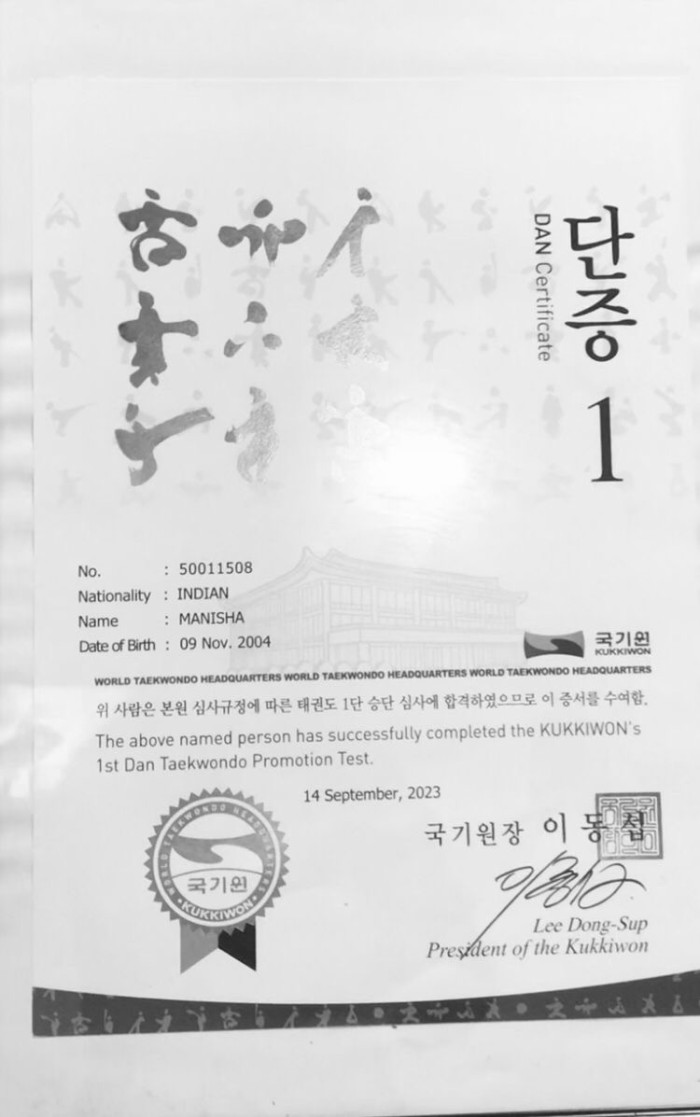 단증 1
DAN Certificate
No. : 50011508
Nationality : INDIAN
Name : MANISHA
Date of Birth : 09 Nov. 2004
국기원
KUKKIWON
WORLD TAEKWONDO HEADQUARTERS WORLD TAEKWONDO HEADQUARTERS WORLD TAEKWONDO HEADQUARTERS
위 사람은 본원 심사규정에 따른 태권도 1단 승단 심사에 합격하였으므로 이 증서를 수여함.
The above named person has successfully completed the KUKKIWON's
1st Dan Taekwondo Promotion Test.
14 September, 2023
국기원장 이동섭
WORLD TAEKWONDO HEADQUARTERS
국기원
KUKKIWON
Lee Dong-Sup
President of the Kukkiwon